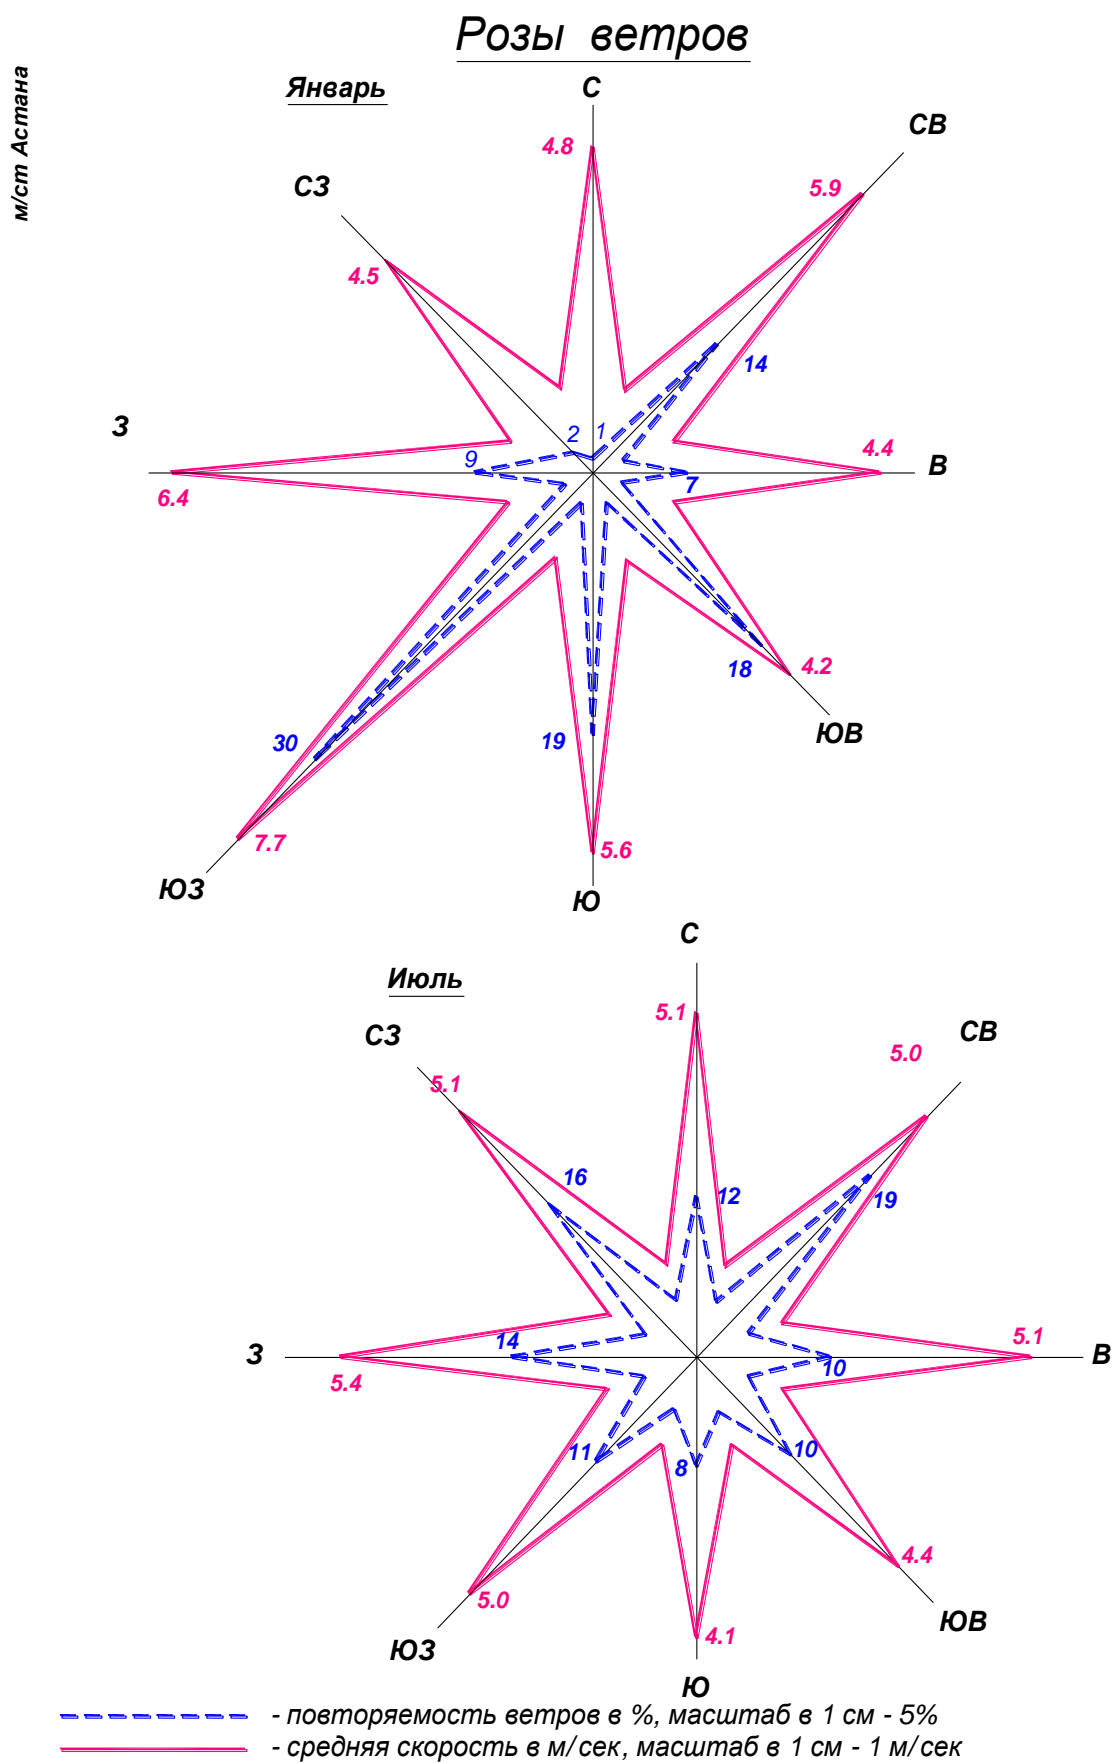 Розы ветров
м/ст Астана
Январь
С
4.8
СВ
5.9
СЗ
4.5
14
З
2
1
9
4.4
В
7
6.4
18
4.2
ЮВ
30
19
7.7
5.6
ЮЗ
Ю
С
Июль
5.1
СВ
СЗ
5.0
5.1
16
12
19
З
14
5.1
В
5.4
10
11
8
10
4.4
5.0
4.1
ЮВ
ЮЗ
Ю
- повторяемость ветров в %, масштаб в 1 см - 5%
- средняя скорость в м/сек, масштаб в 1 см - 1 м/сек